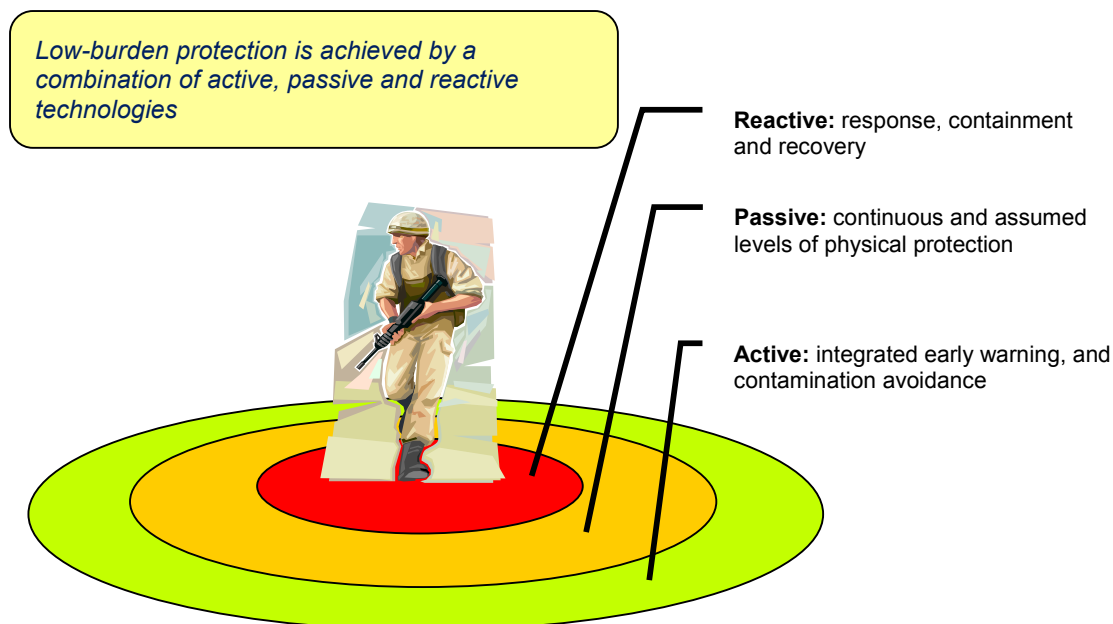 Low-burden protection is achieved by a
combination of active, passive and reactive
technologies
Reactive: response, containment
and recovery
Passive: continuous and assumed
levels of physical protection
Active: integrated early warning, and
contamination avoidance